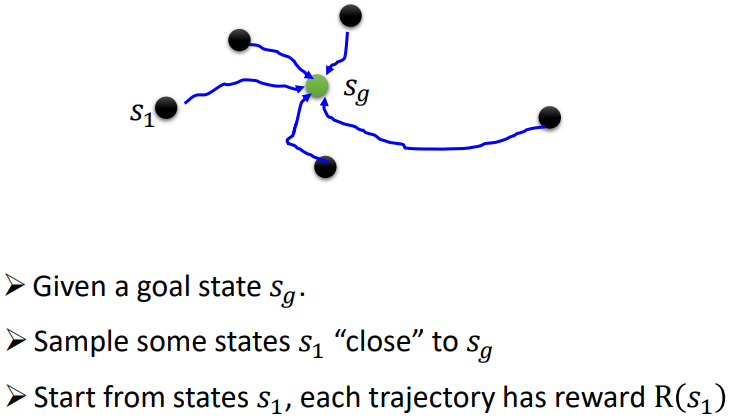 s_g
s_1
➤ Given a goal state s_g.
➤ Sample some states s_1 “close” to s_g
➤ Start from states s_1, each trajectory has reward R(s_1)